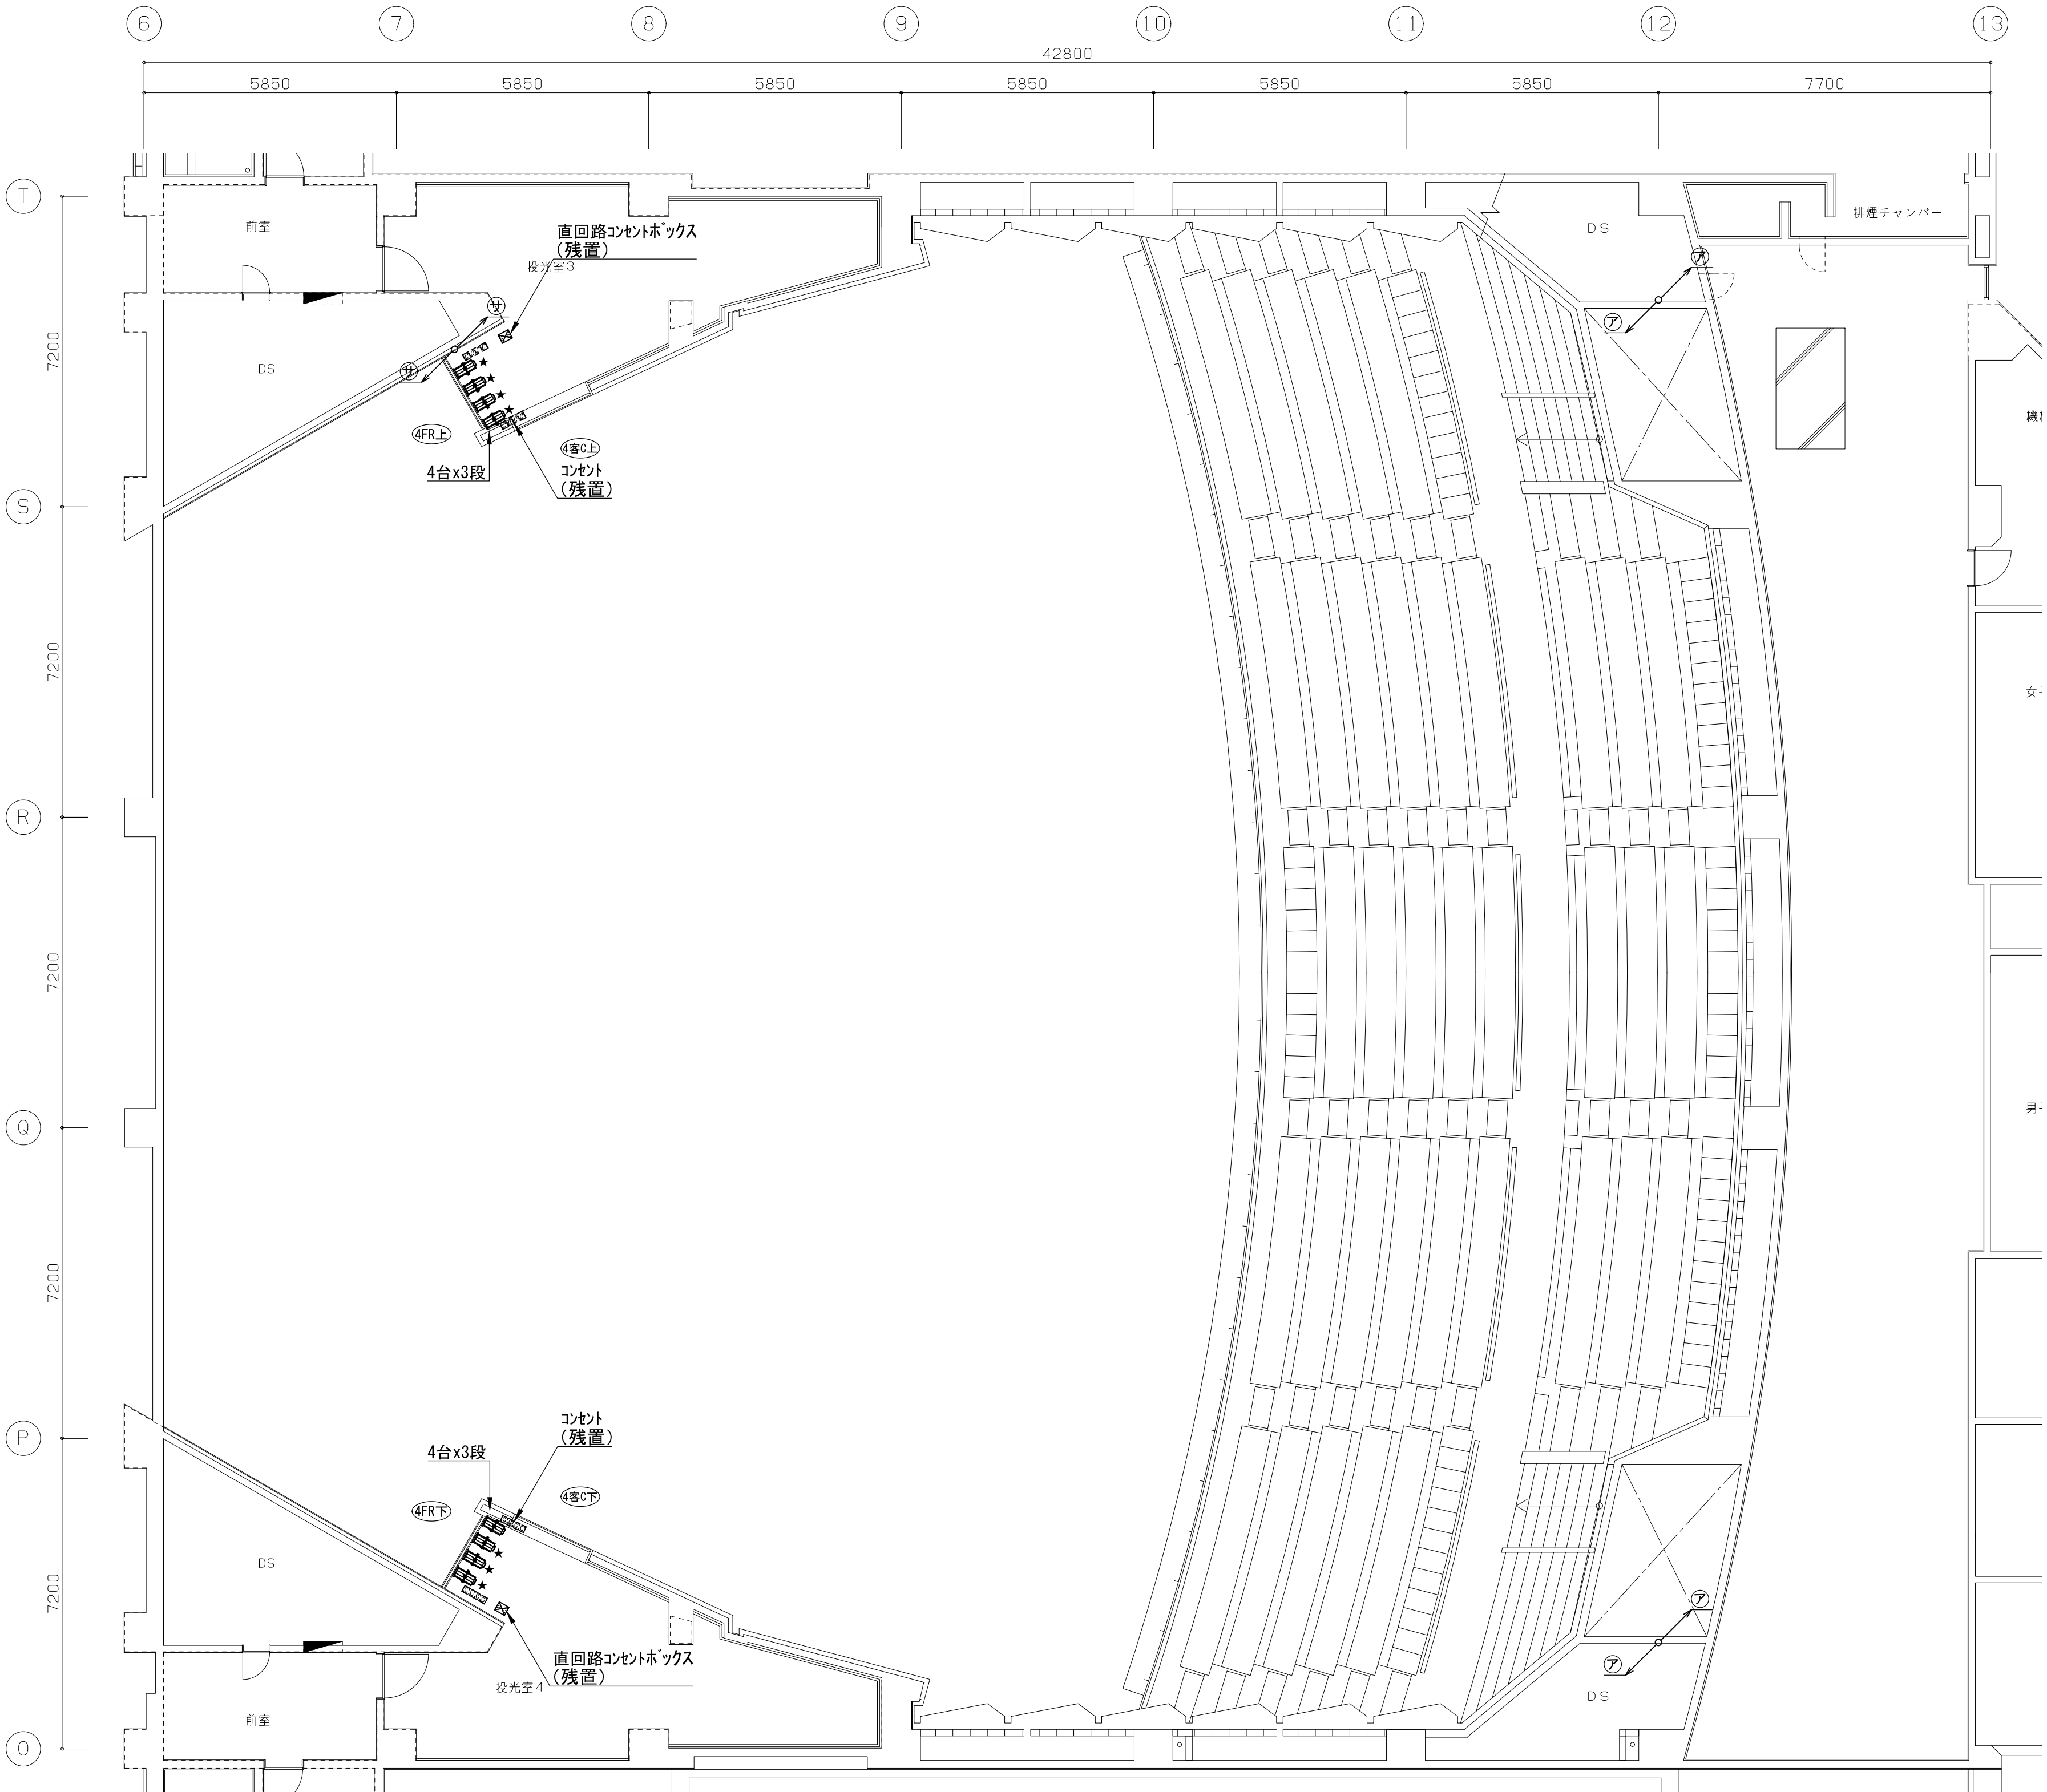 6 7 8 9 10 11 12 13
42800
5850 5850 5850 5850 5850 5850 7700
T
前室
直回路コンセントボックス
(残置)
投光室3
DS
排煙チャンバー
ア
ア
サ
サ
7200
DS
4FR上
4客C上
4台x3段
コンセント
(残置)
S
7200
R
7200
Q
7200
コンセント
(残置)
P
4台x3段
4FR下
4客C下
DS
7200
ア
ア
直回路コンセントボックス
(残置)
投光室4
DS
前室
O
女子
男子